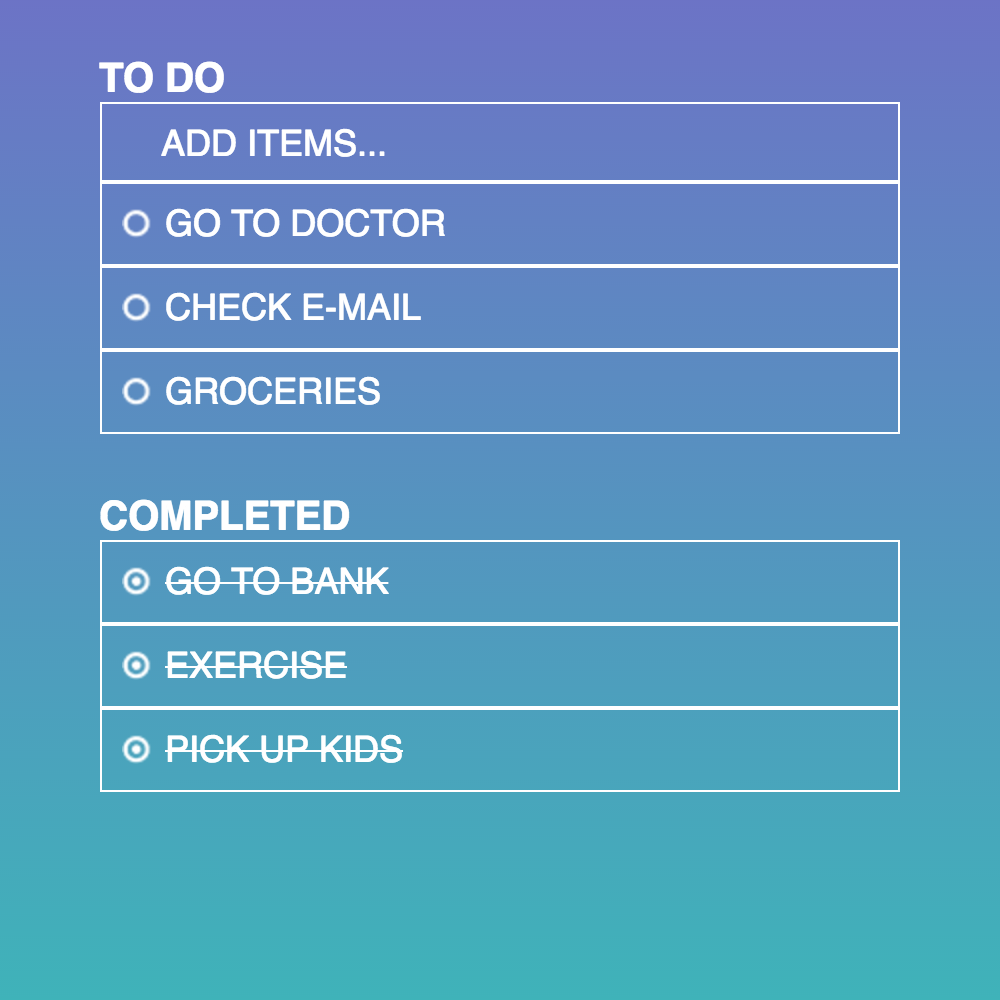 TO DO
ADD ITEMS...
GO TO DOCTOR
CHECK E-MAIL
GROCERIES
COMPLETED
GO TO BANK
EXERCISE
PICK UP KIDS